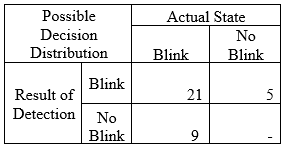 Possible Decision Distribution
Actual State
Blink
No Blink
Result of Detection
Blink
21
5
No Blink
9
-